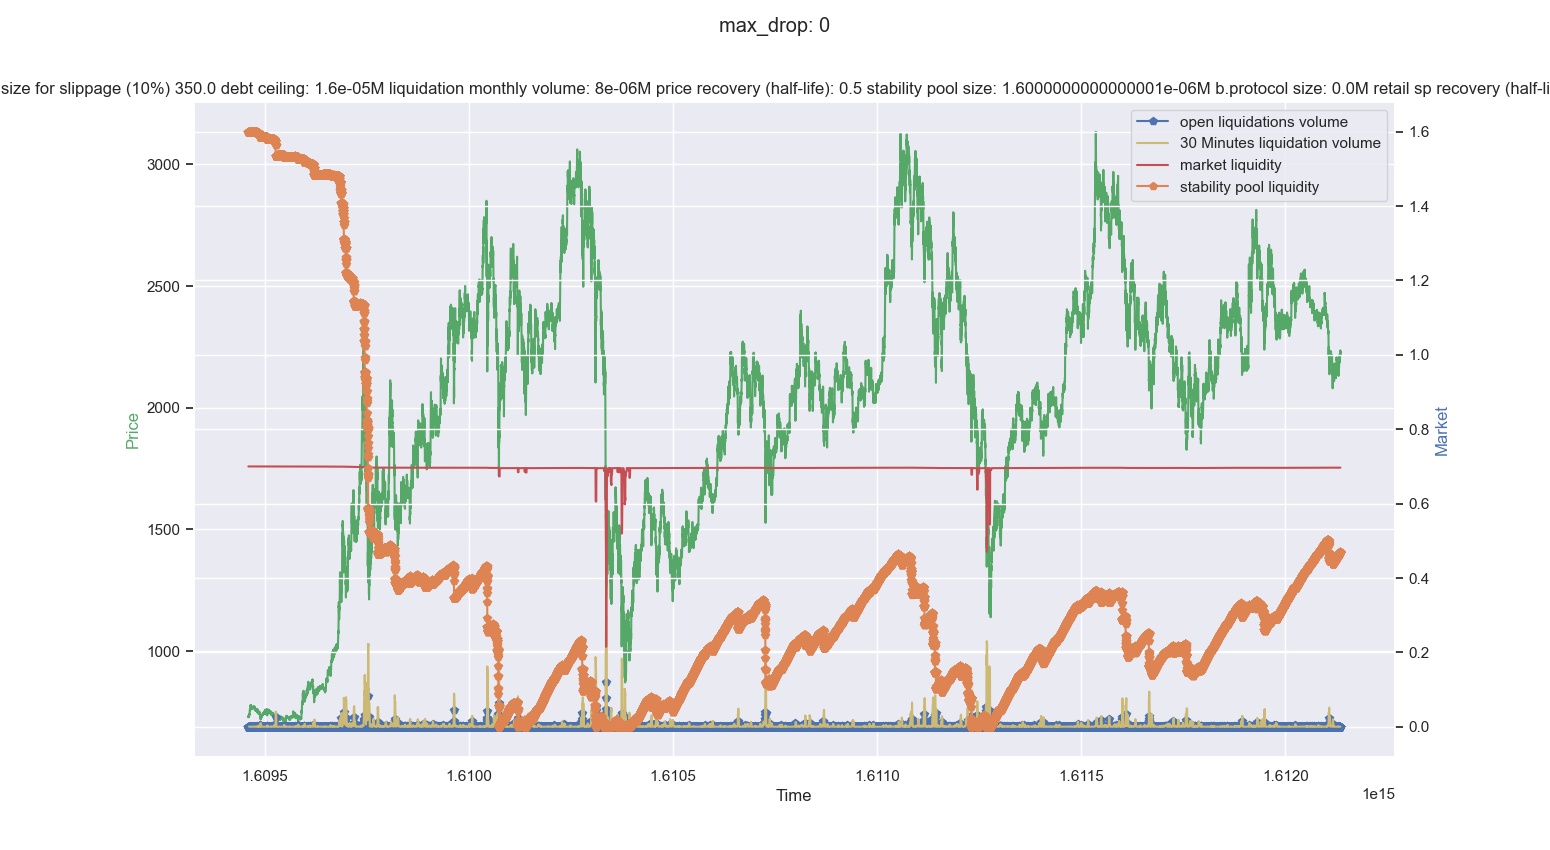 max_drop: 0
size for slippage (10%) 350.0 debt ceiling: 1.6e-05M liquidation monthly volume: 8e-06M price recovery (half-life): 0.5 stability pool size: 1.6000000000000001e-06M b.protocol size: 0.0M retail sp recovery (half-li
open liquidations volume
30 Minutes liquidation volume
market liquidity
stability pool liquidity
3000
2500
2000
1500
1000
Price
1.6
1.4
1.2
1.0
0.8
0.6
0.4
0.2
0.0
Market
1.6095 1.6100 1.6105 1.6110 1.6115 1.6120
Time
1e15